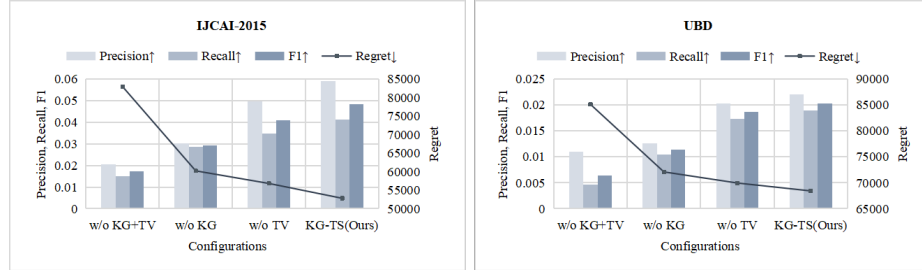 IJCAI-2015
Precision↑ Recall↑ F1↑ Regret↓
0.06
0.05
0.04
0.03
0.02
0.01
0
Precision, Recall, F1
85000
80000
75000
70000
65000
60000
55000
50000
Regret
w/o KG+TV w/o KG w/o TV KG-TS(Ours)
Configurations
UBD
Precision↑ Recall↑ F1↑ Regret↓
0.025
0.02
0.015
0.01
0.005
0
Precision, Recall, F1
90000
85000
80000
75000
70000
65000
Regret
w/o KG+TV w/o KG w/o TV KG-TS(Ours)
Configurations